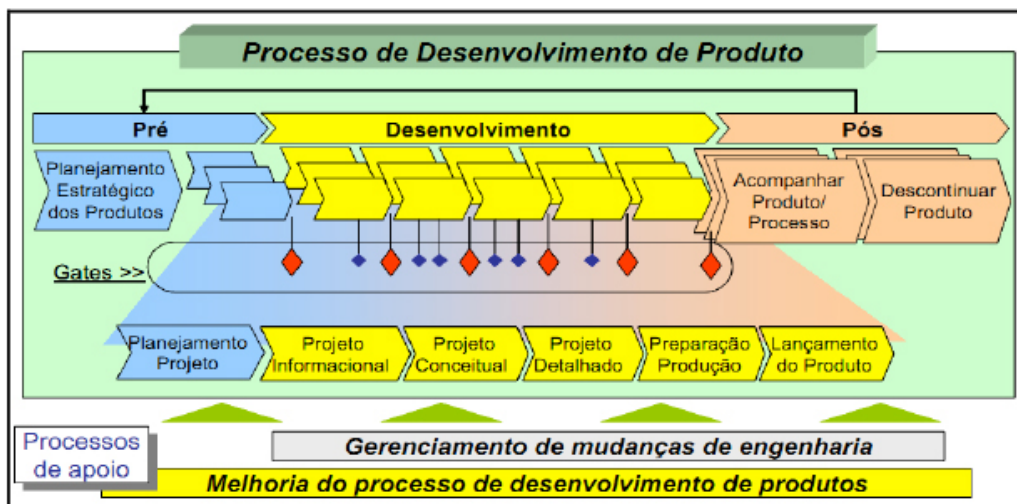 Processo de Desenvolvimento de Produto
Pré
Desenvolvimento
Pós
Planejamento
Estratégico
dos Produtos
Acompanhar
Produto/
Processo
Descontinuar
Produto
Gates >>
Planejamento
Projeto
Projeto
Informacional
Projeto
Conceitual
Projeto
Detalhado
Preparação
Produção
Lançamento
do Produto
Processos
de apoio
Gerenciamento de mudanças de engenharia
Melhoria do processo de desenvolvimento de produtos